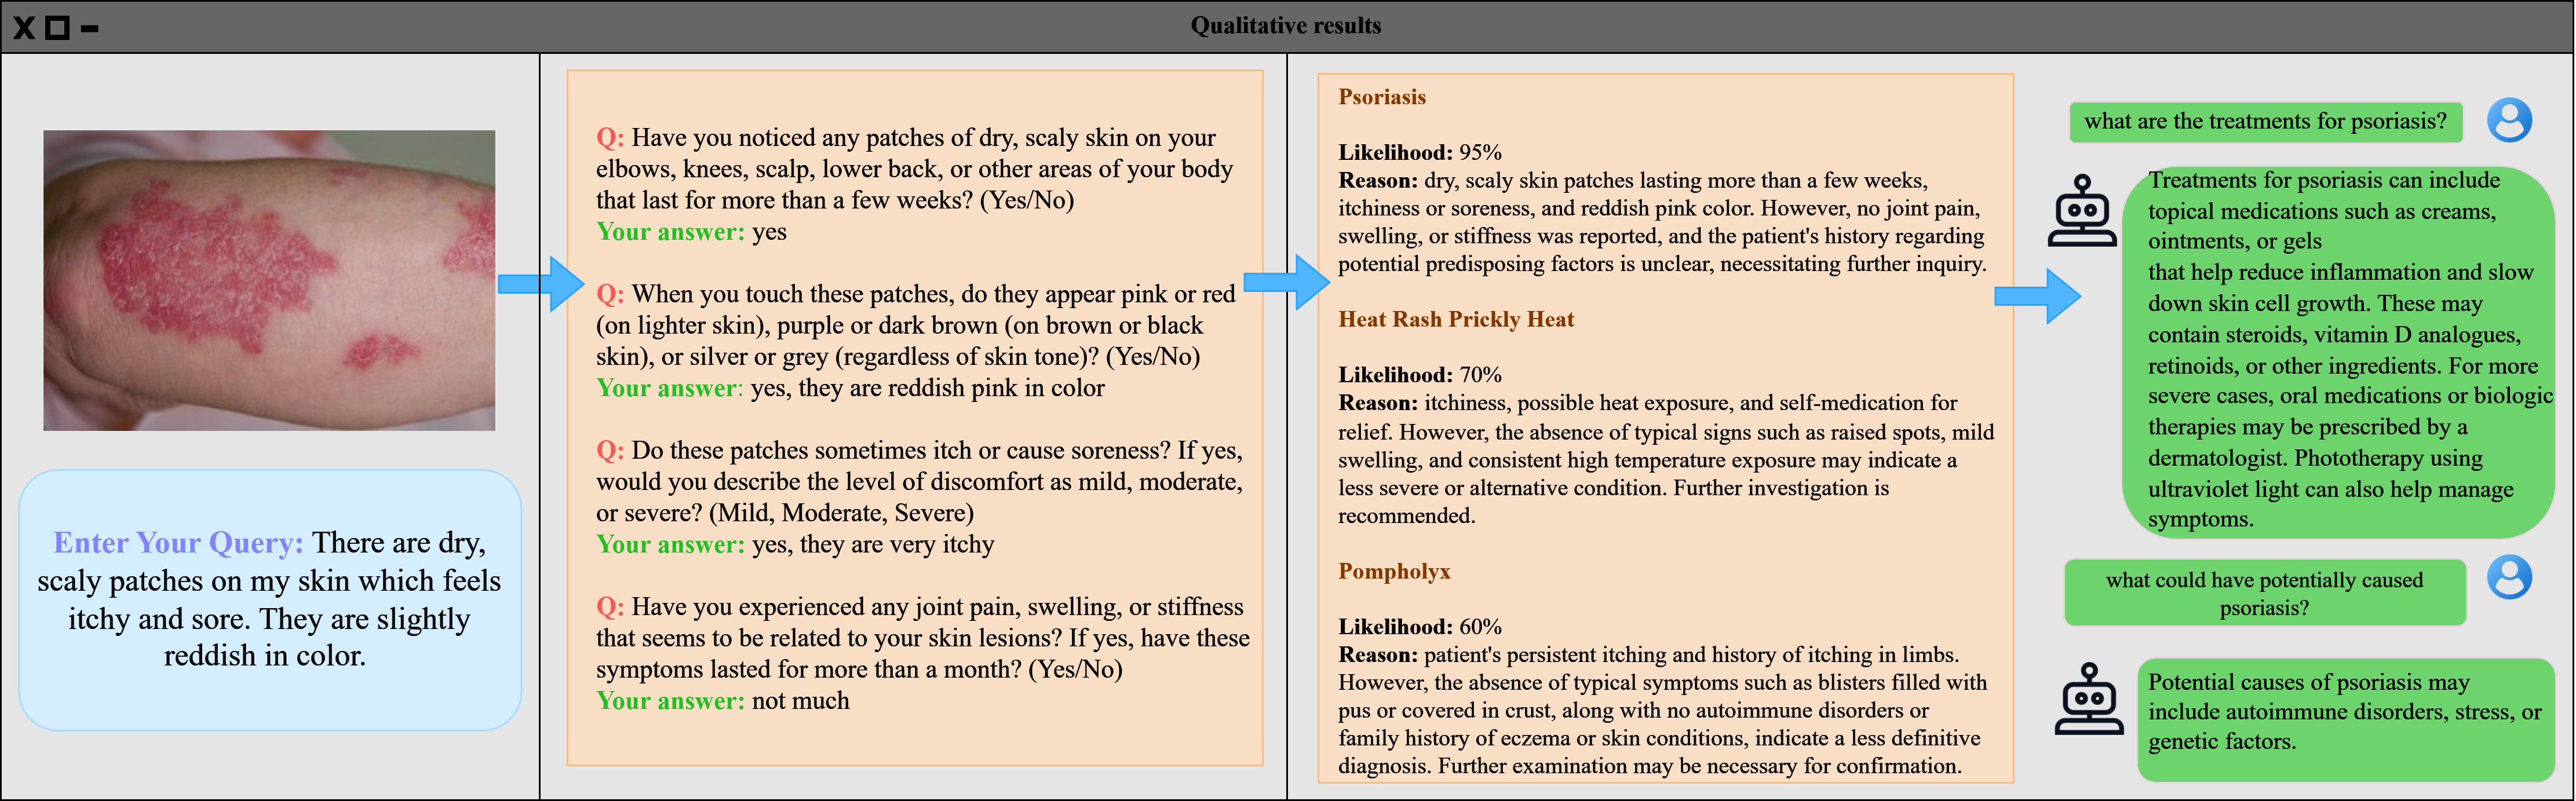 Qualitative results
Enter Your Query: There are dry,
scaly patches on my skin which feels
itchy and sore. They are slightly
reddish in color.
Q: Have you noticed any patches of dry, scaly skin on your
elbows, knees, scalp, lower back, or other areas of your body
that last for more than a few weeks? (Yes/No)
Your answer: yes
Q: When you touch these patches, do they appear pink or red
(on lighter skin), purple or dark brown (on brown or black
skin), or silver or grey (regardless of skin tone)? (Yes/No)
Your answer: yes, they are reddish pink in color
Q: Do these patches sometimes itch or cause soreness? If yes,
would you describe the level of discomfort as mild, moderate,
or severe? (Mild, Moderate, Severe)
Your answer: yes, they are very itchy
Q: Have you experienced any joint pain, swelling, or stiffness
that seems to be related to your skin lesions? If yes, have these
symptoms lasted for more than a month? (Yes/No)
Your answer: not much
Psoriasis
Likelihood: 95%
Reason: dry, scaly skin patches lasting more than a few weeks,
itchiness or soreness, and reddish pink color. However, no joint pain,
swelling, or stiffness was reported, and the patient's history regarding
potential predisposing factors is unclear, necessitating further inquiry.
Heat Rash Prickly Heat
Likelihood: 70%
Reason: itchiness, possible heat exposure, and self-medication for
relief. However, the absence of typical signs such as raised spots, mild
swelling, and consistent high temperature exposure may indicate a
less severe or alternative condition. Further investigation is
recommended.
Pompholyx
Likelihood: 60%
Reason: patient's persistent itching and history of itching in limbs.
However, the absence of typical symptoms such as blisters filled with
pus or covered in crust, along with no autoimmune disorders or
family history of eczema or skin conditions, indicate a less definitive
diagnosis. Further examination may be necessary for confirmation.
what are the treatments for psoriasis?
Treatments for psoriasis can include
topical medications such as creams,
ointments, or gels
that help reduce inflammation and slow
down skin cell growth. These may
contain steroids, vitamin D analogues,
retinoids, or other ingredients. For more
severe cases, oral medications or biologic
therapies may be prescribed by a
dermatologist. Phototherapy using
ultraviolet light can also help manage
symptoms.
what could have potentially caused
psoriasis?
Potential causes of psoriasis may
include autoimmune disorders, stress, or
genetic factors.